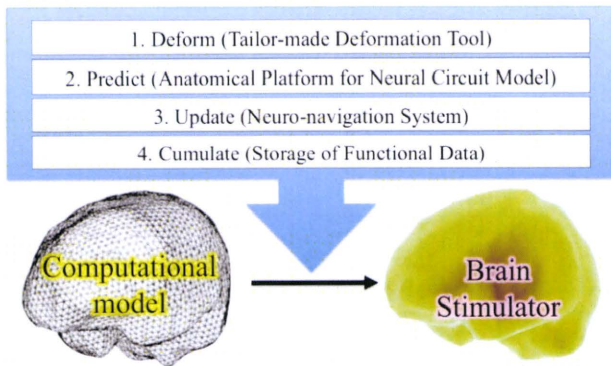 1. Deform (Tailor-made Deformation Tool)
2. Predict (Anatomical Platform for Neural Circuit Model)
3. Update (Neuro-navigation System)
4. Cumulate (Storage of Functional Data)
Computational
model
Brain
Stimulator